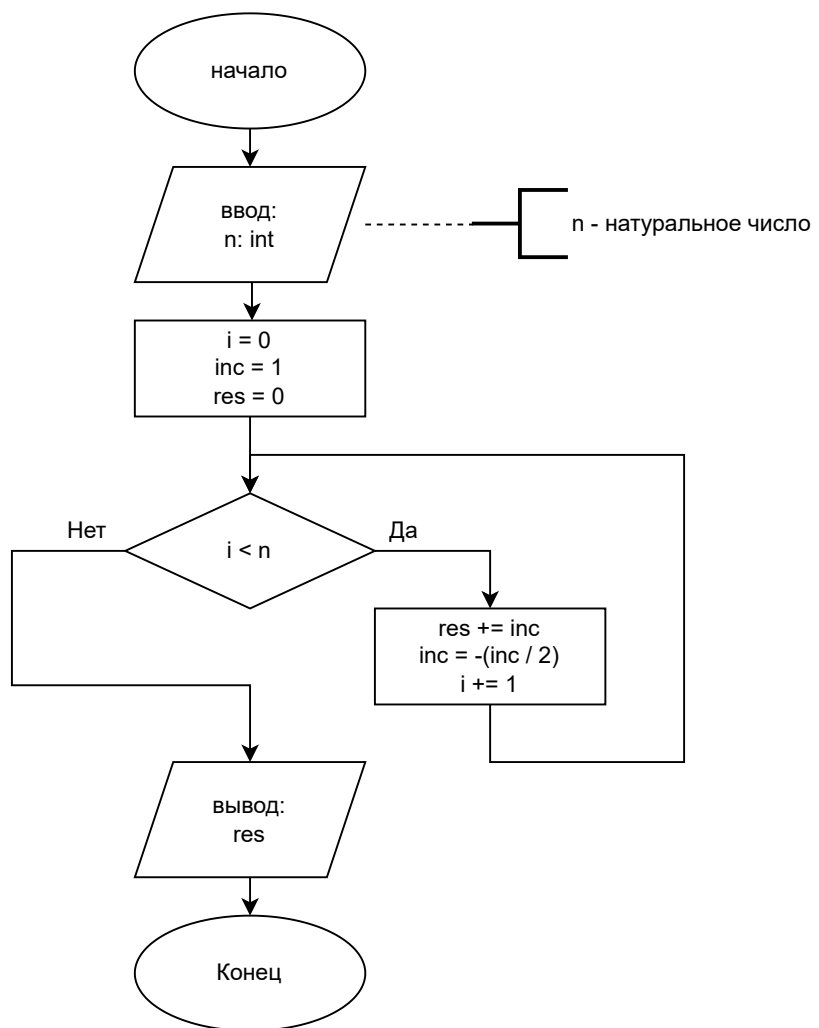 начало
ввод:
n: int
n - натуральное число
i = 0
inc = 1
res = 0
Нет
i < n
Да
res += inc
inc = -(inc / 2)
i += 1
вывод:
res
Конец